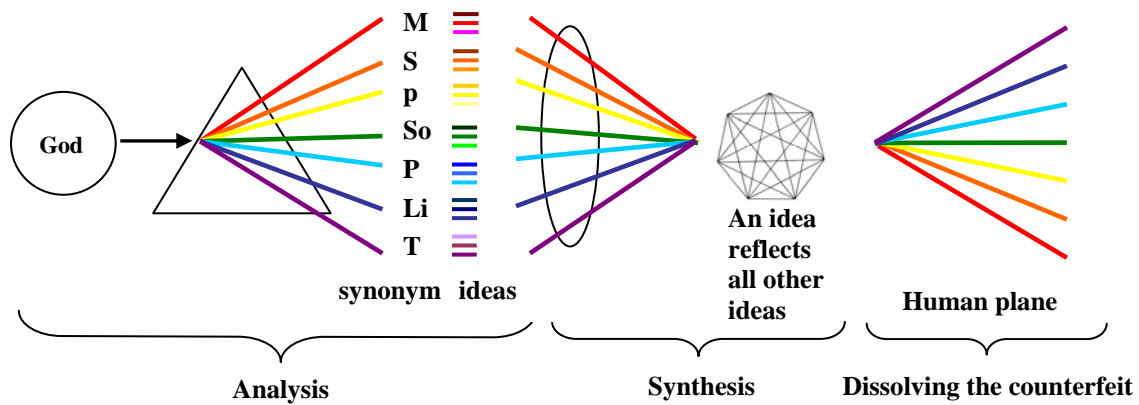 God
M
S
p
So
P
Li
T
synonym ideas
An idea
reflects
all other
ideas
Human plane
Analysis
Synthesis
Dissolving the counterfeit